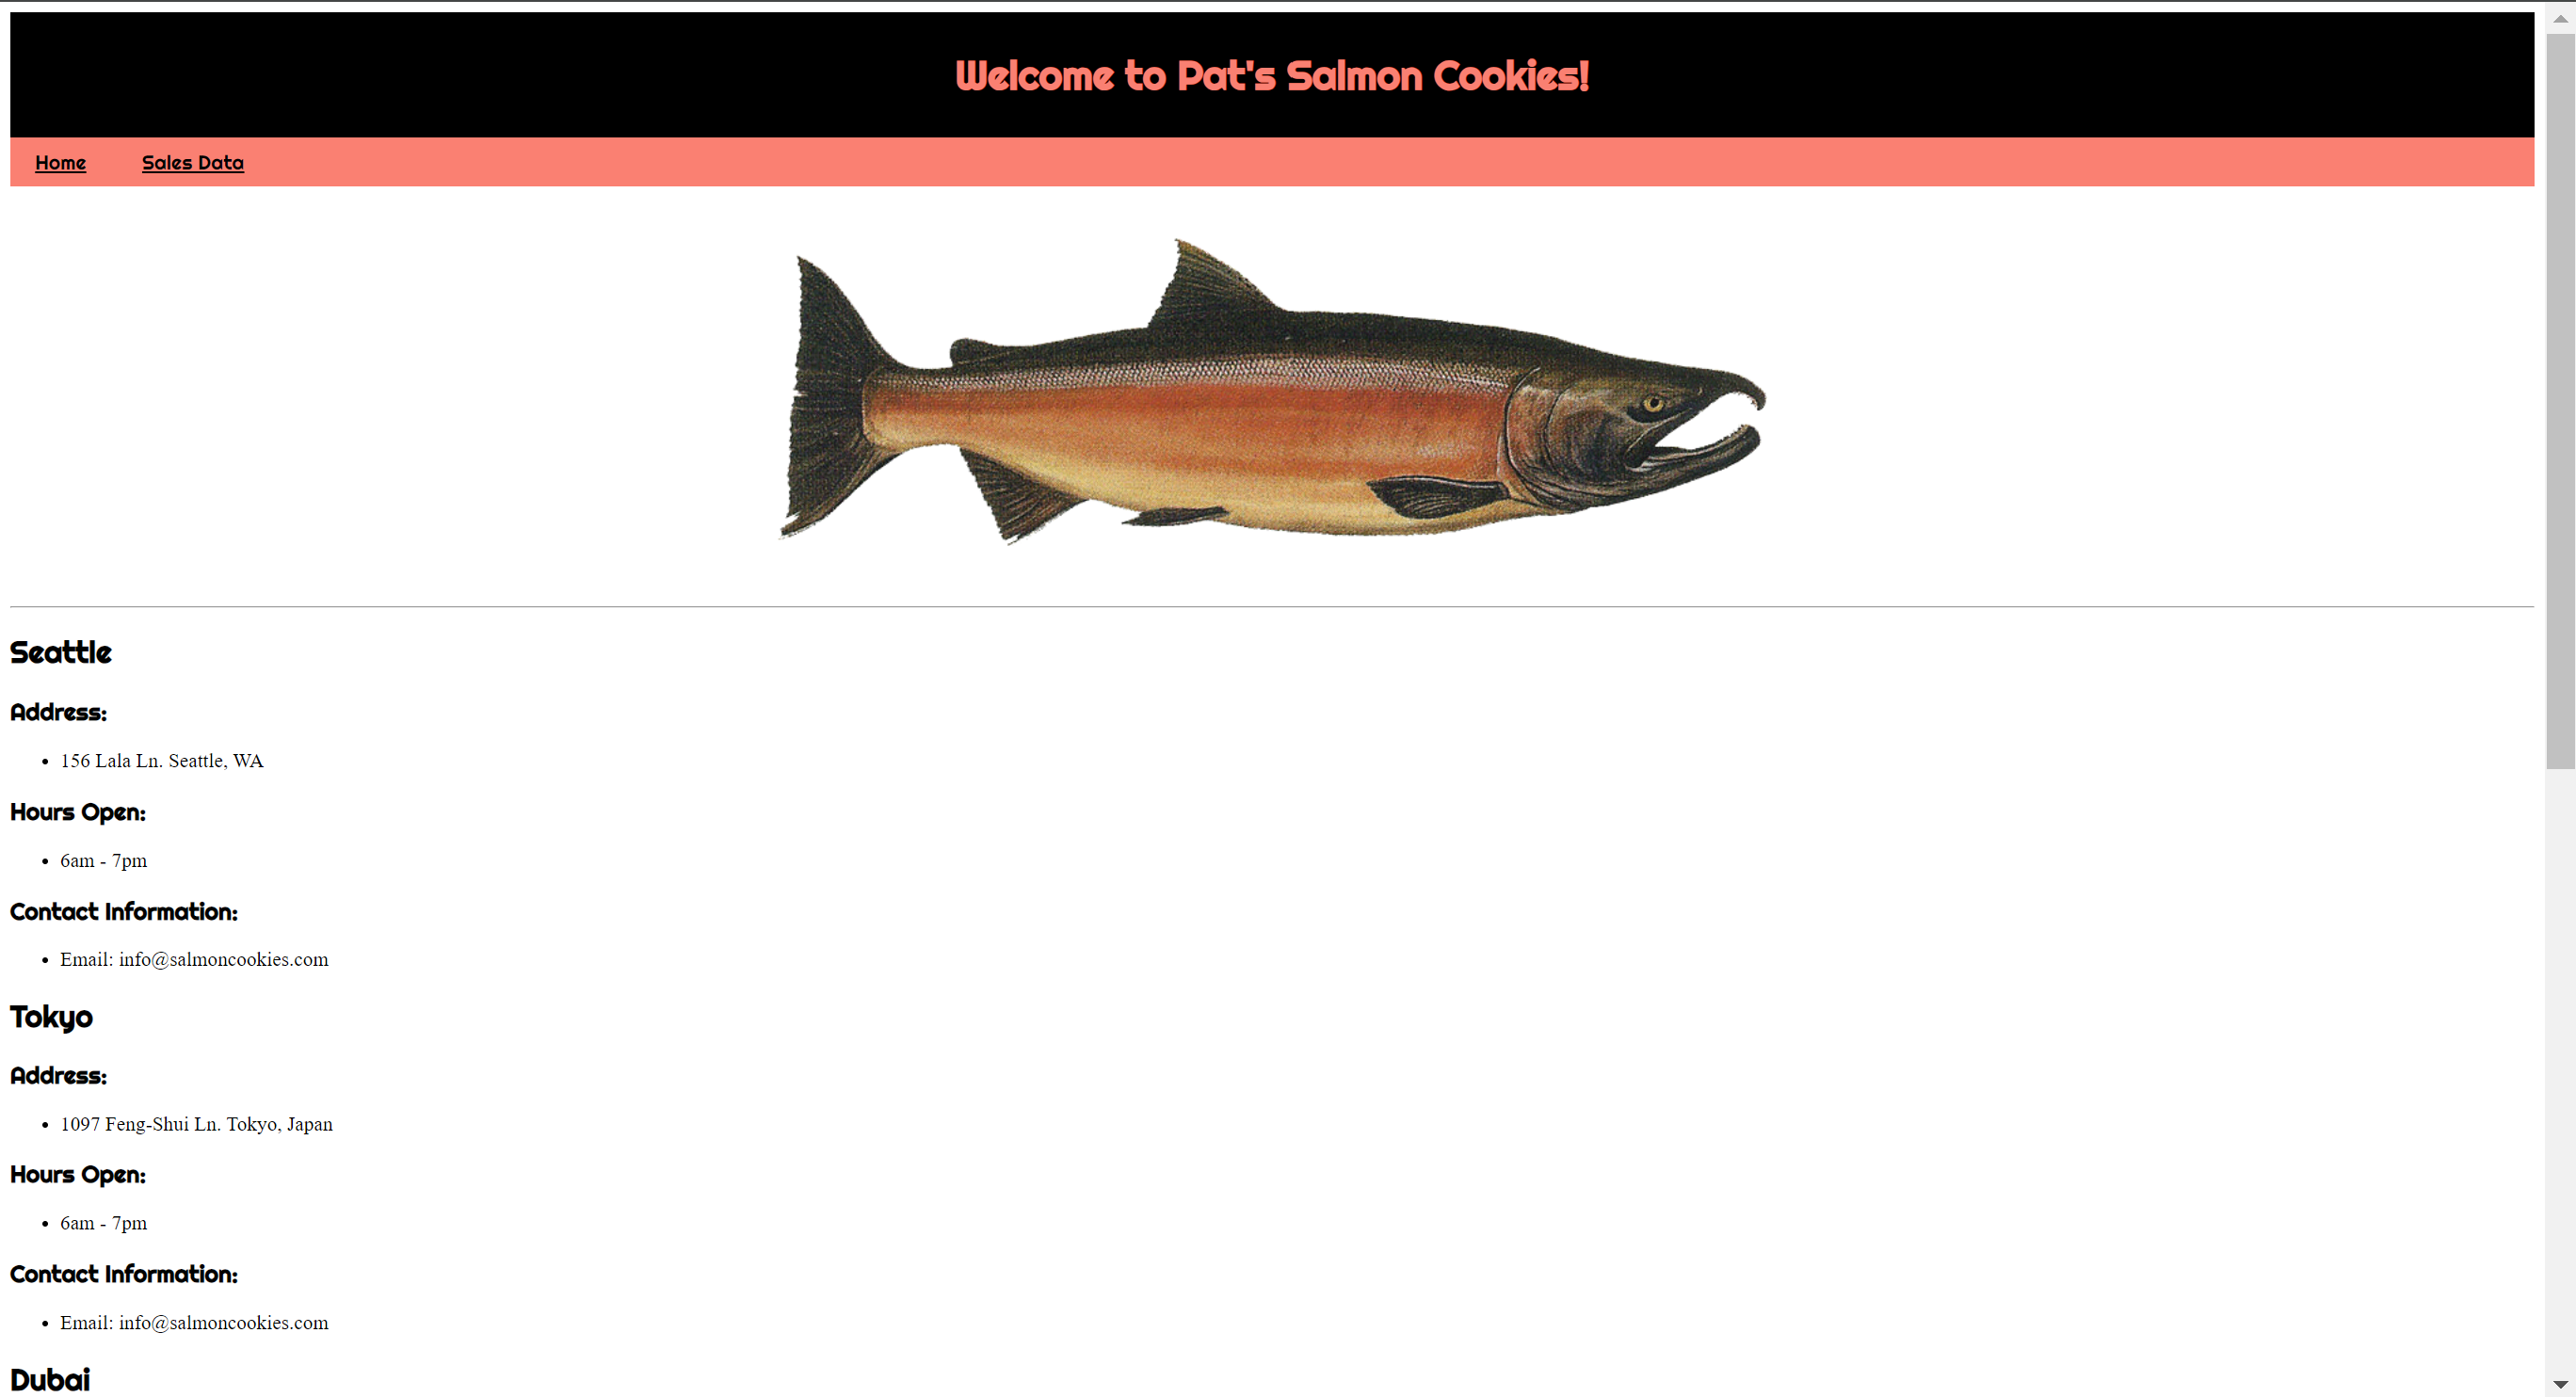 Welcome to Pat's Salmon Cookies!
Home Sales Data
Seattle
Address:
• 156 Lala Ln. Seattle, WA
Hours Open:
• 6am - 7pm
Contact Information:
• Email: info@salmoncookies.com
Tokyo
Address:
• 1097 Feng-Shui Ln. Tokyo, Japan
Hours Open:
• 6am - 7pm
Contact Information:
• Email: info@salmoncookies.com
Dubai